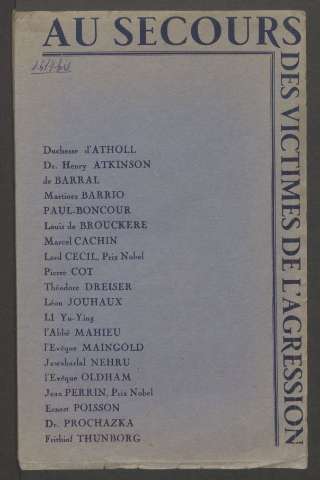 AU SECOURS
DES VICTIMES DE L'AGRESSION
Duchesse d'ATHOLL
Dr. Henry ATKINSON
de BARRAL
Martinez BARRIO
PAUL-BONCOUR
Louis de BROUCKERE
Marcel CACHIN
Lord CECIL, Prix Nobel
Pierre COT
Théodore DREISER
Léon JOUHAUX
LI Yu-Ying
l'Abbé MAHIEU
l'Evêque MAINGOLD
Jawaharlal NEHRU
l'Evêque OLDHAM
Jean PERRIN, Prix Nobel
Ernest POISSON
Dr. PROCHAZKA
Frithiof THUNBORG